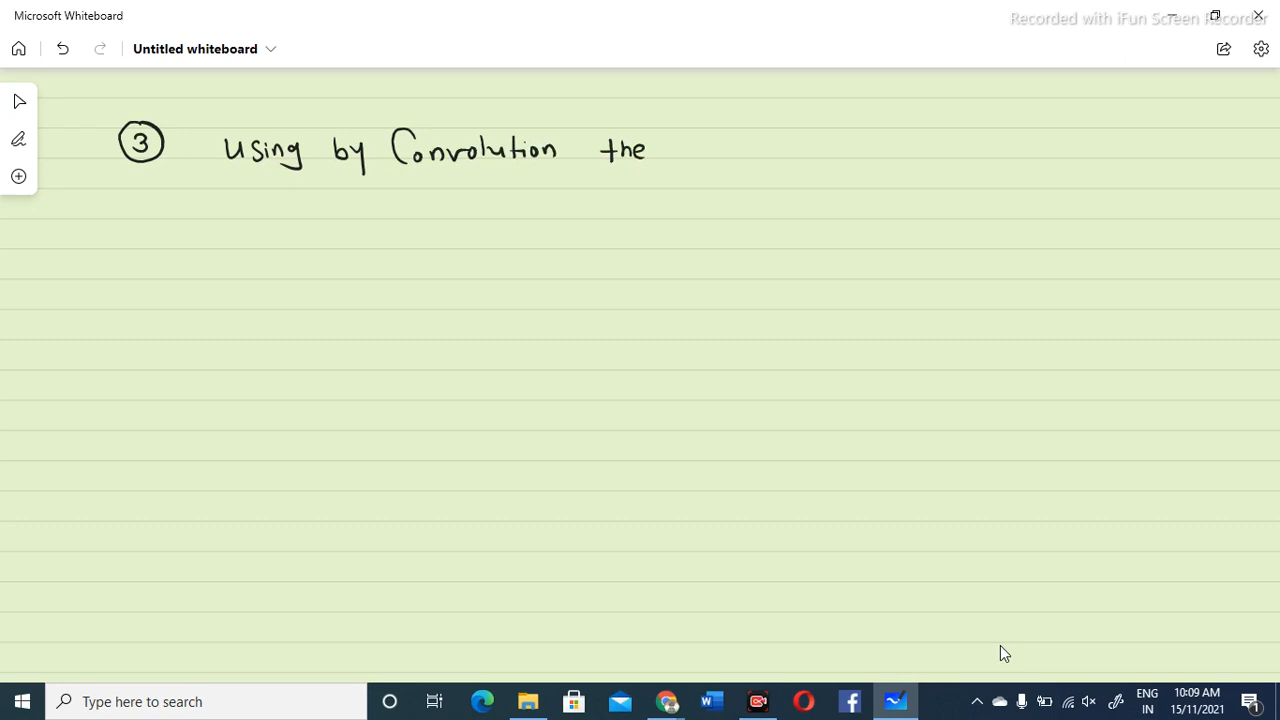 Microsoft Whiteboard
Recorded with iFun Screen Recorder
Untitled whiteboard
3 Using by Convolution the
Type here to search
ENG
IN
10:09 AM
15/11/2021
1